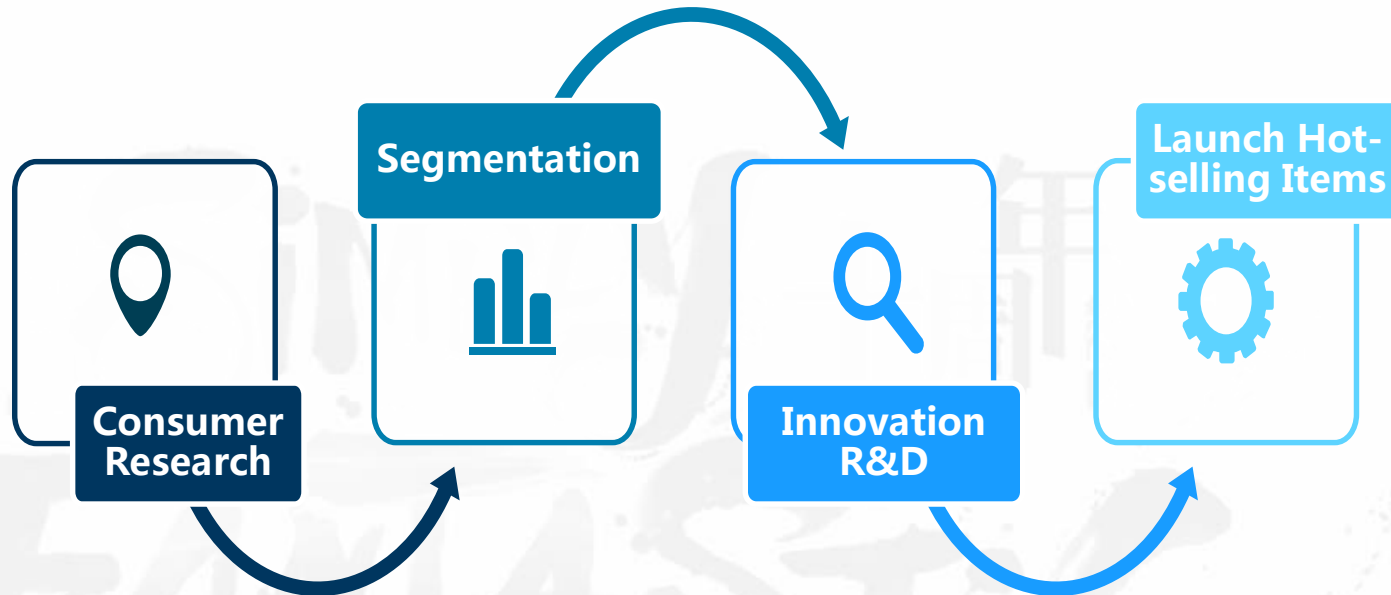 Consumer
Research
Segmentation
Innovation
R&D
Launch Hot-
selling Items